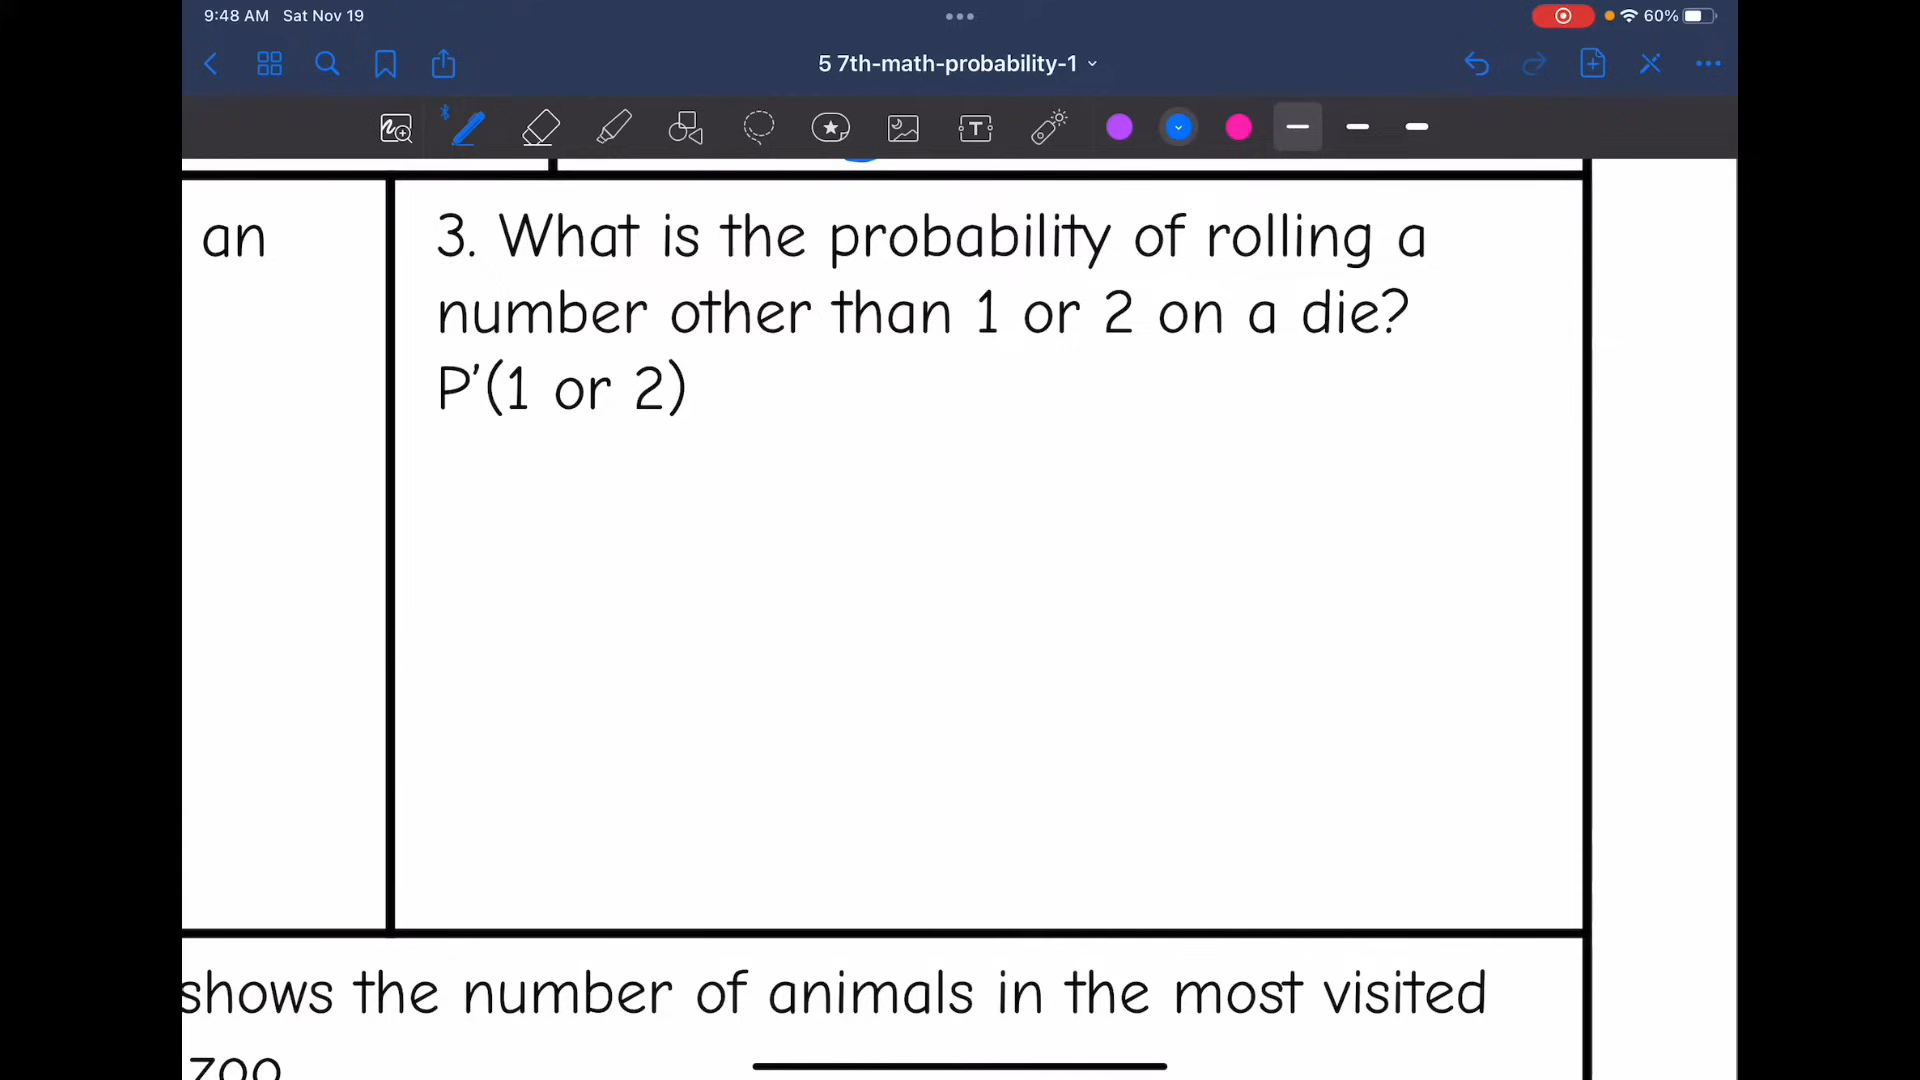 9:48 AM Sat Nov 19
60%
5 7th-math-probability-1
T
an
3. What is the probability of rolling a
number other than 1 or 2 on a die?
P'(1 or 2)
shows the number of animals in the most visited
zoo